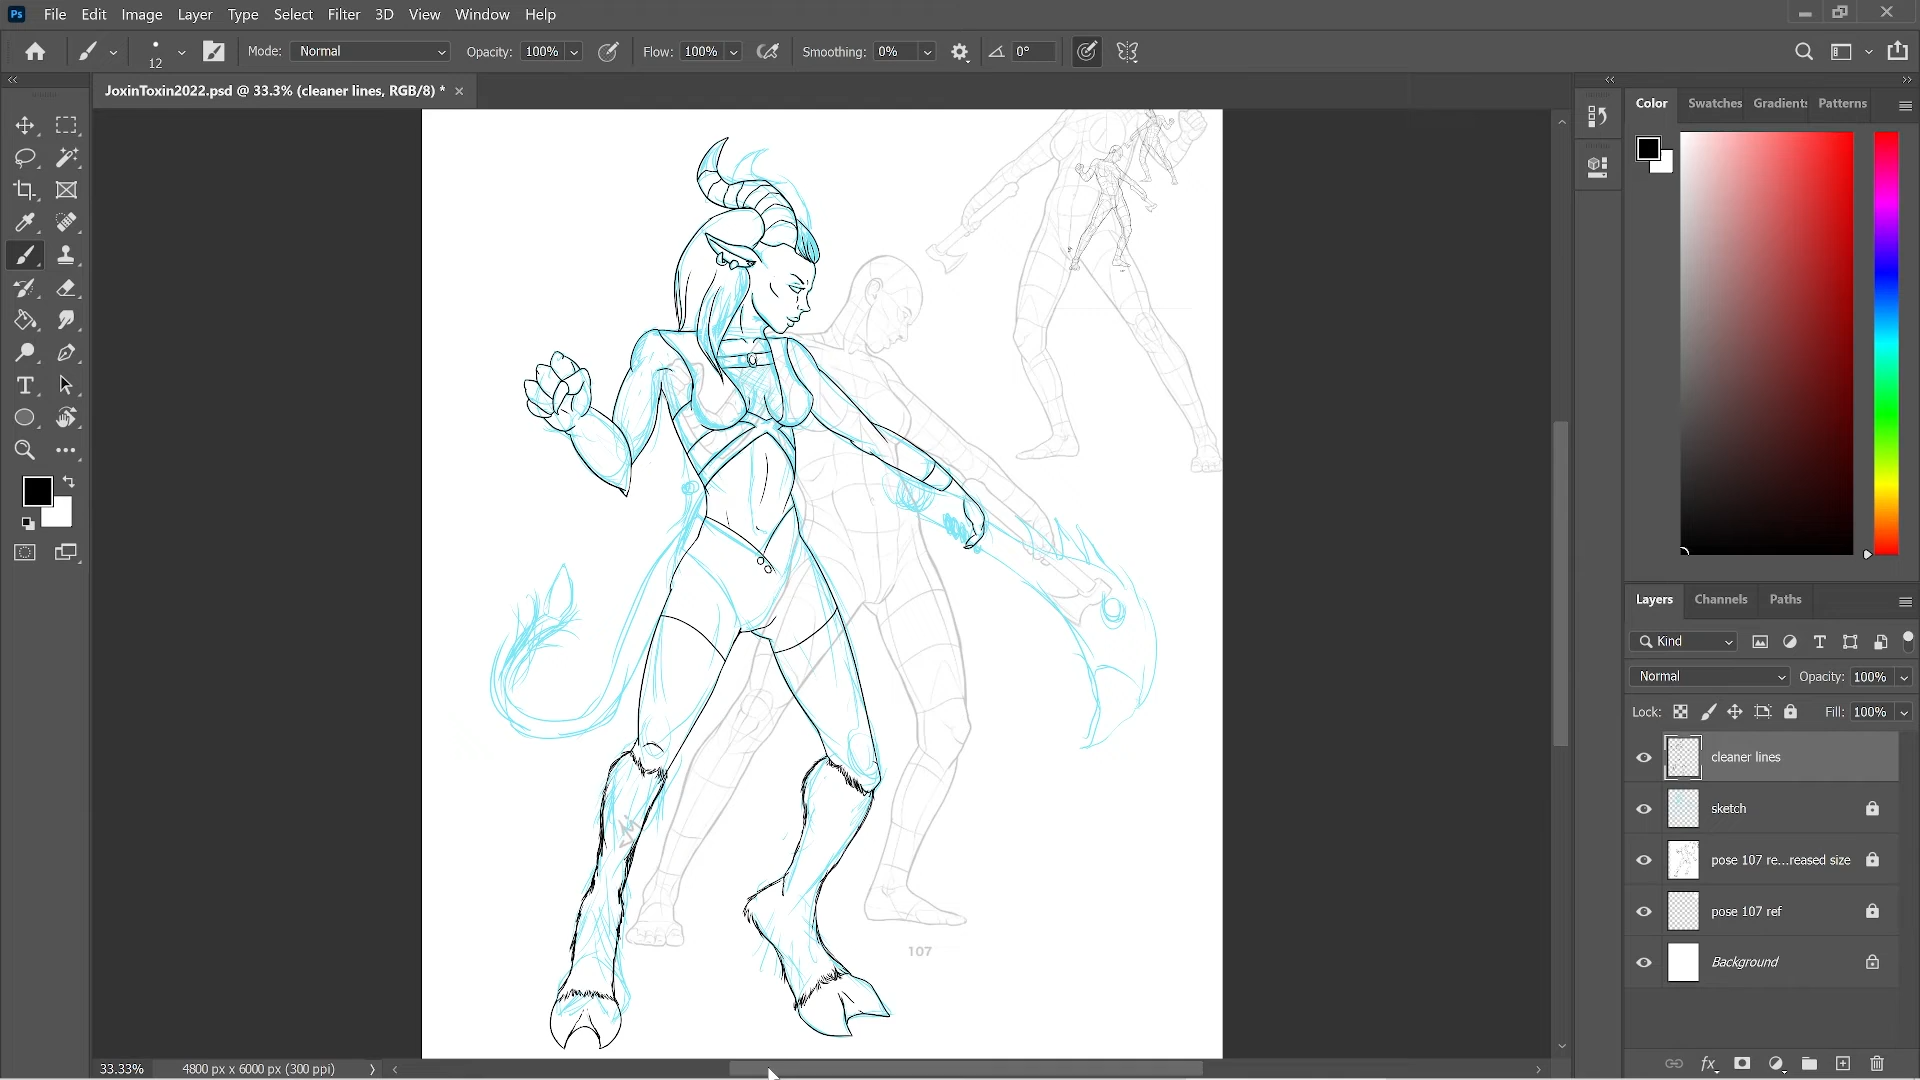 Ps File Edit Image Layer Type Select Filter 3D View Window Help
12 Mode: Normal Opacity: 100% Flow: 100% Smoothing: 0% 0°
JoxinToxin2022.psd @ 33.3% (cleaner lines, RGB/8) *
Color Swatches Gradients Patterns
107
Layers Channels Paths
Kind
Normal Opacity: 100%
Lock: Fill: 100%
cleaner lines
sketch
pose 107 re...reased size
pose 107 ref
Background
33.33% 4800 px x 6000 px (300 ppi)